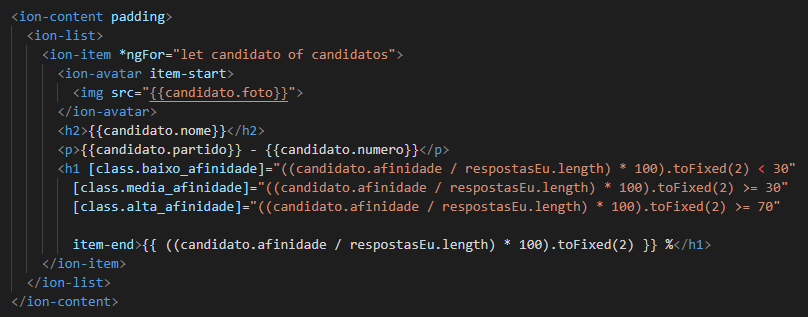 <ion-content padding>
<ion-list>
<ion-item *ngFor="let candidato of candidatos">
<ion-avatar item-start>
<img src="{{candidato.foto}}">
</ion-avatar>
<h2>{{candidato.nome}}</h2>
<p>{{candidato.partido}} - {{candidato.numero}}</p>
<h1 [class.baixo_afinidade]="((candidato.afinidade / respostasEu.length) * 100).toFixed(2) < 30"
[class.media_afinidade]="((candidato.afinidade / respostasEu.length) * 100).toFixed(2) >= 30"
[class.alta_afinidade]="((candidato.afinidade / respostasEu.length) * 100).toFixed(2) >= 70"
item-end>{{ ((candidato.afinidade / respostasEu.length) * 100).toFixed(2) }} %</h1>
</ion-item>
</ion-list>
</ion-content>